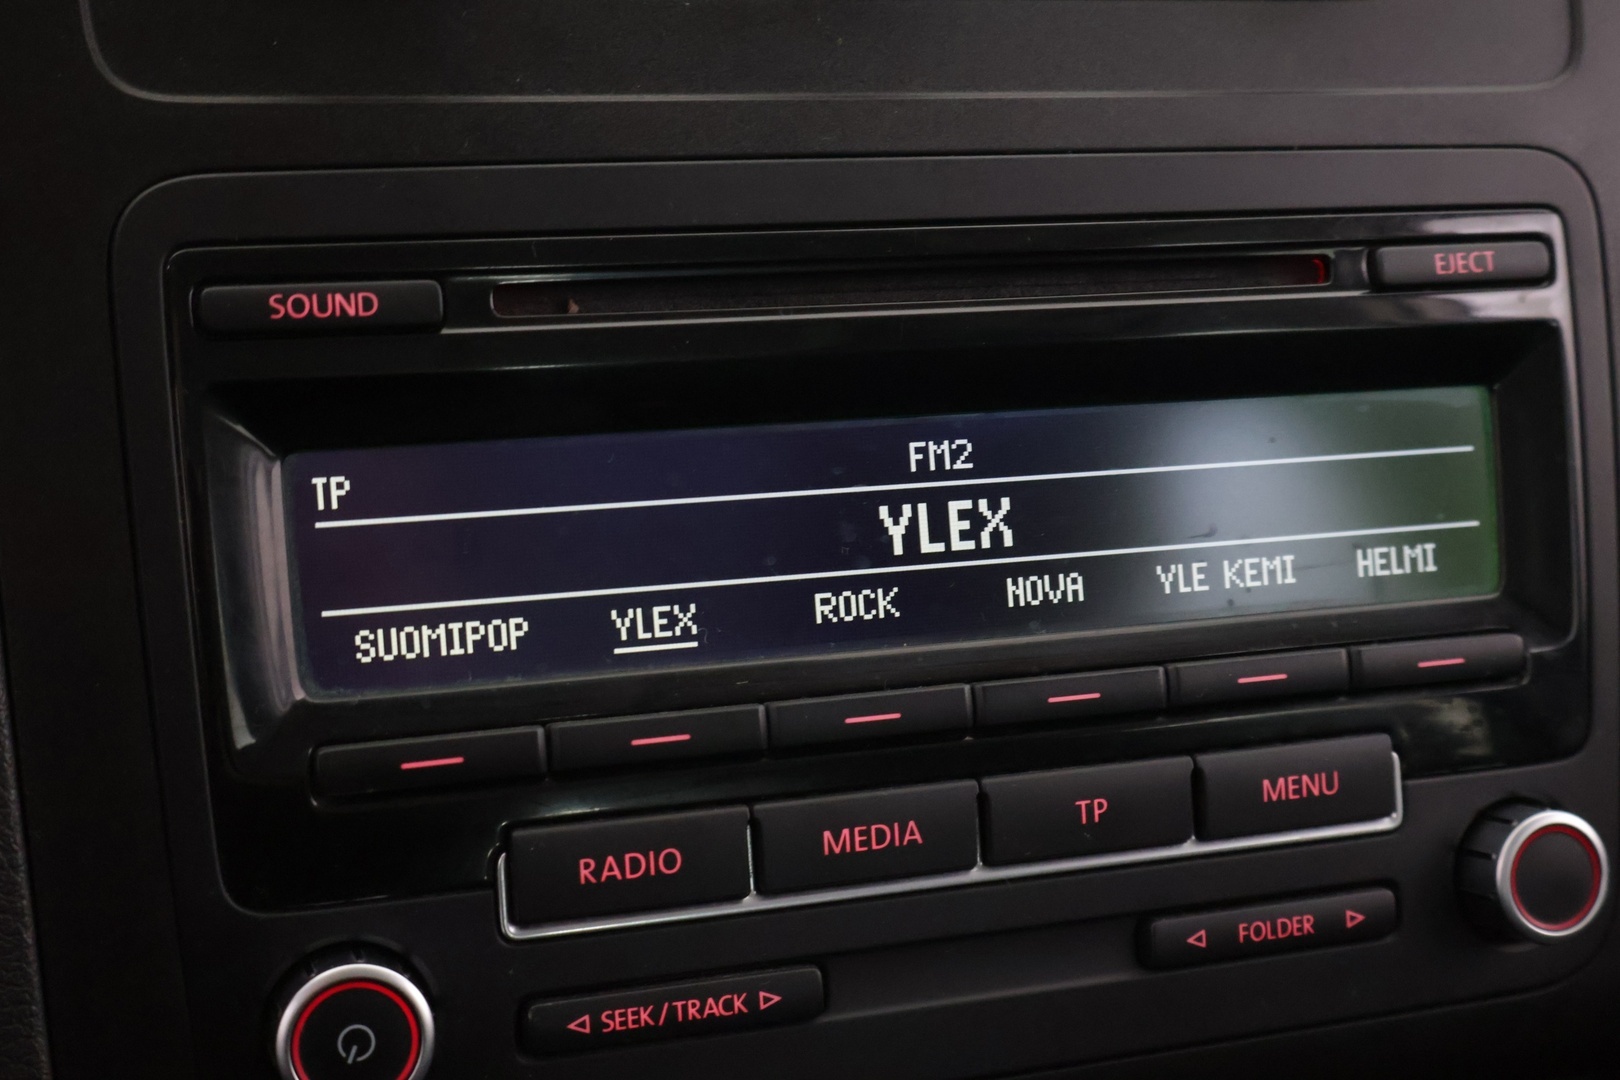 SOUND
EJECT
TP
FM2
YLEX
SUOMIPOP YLEX ROCK NOVA YLE KEMI HELMI
RADIO MEDIA TP MENU
SEEK / TRACK
FOLDER